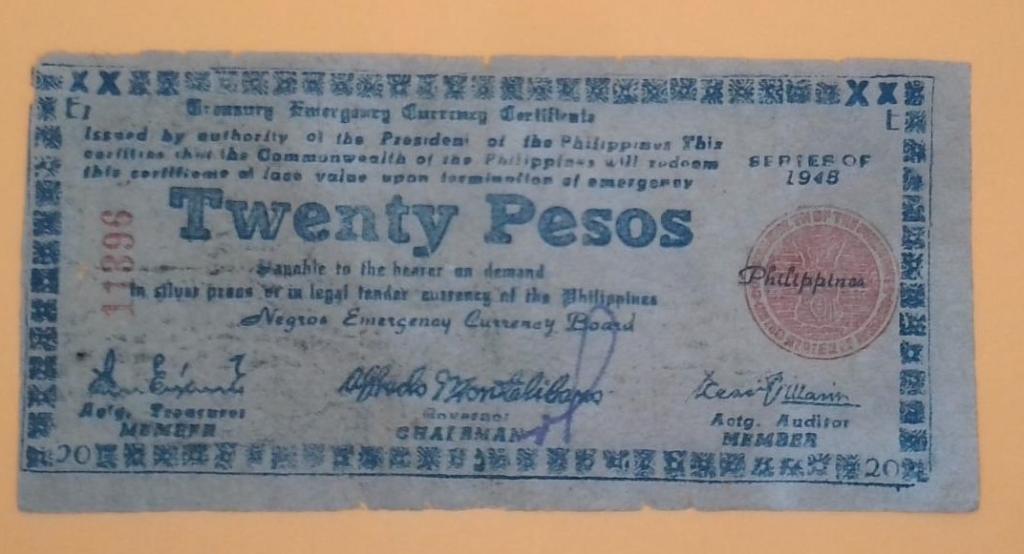 XX XX
E1 Treasury Emergency Currency Certificate E
Issued by authority of the President of the Philippines This
certifies that the Commonwealth of the Philippines will redeem
this certificate at face value upon termination of emergency
SERIES OF
1948
Twenty Pesos
11396
Payable to the bearer on demand
in silver pesos or in legal tender currency of the Philippines
Negros Emergency Currency Board
Philippines
Alfredo Montelibano
Actg. Treasurer
MEMBER
Governor
CHAIRMAN
Actg. Auditor
MEMBER
20 20